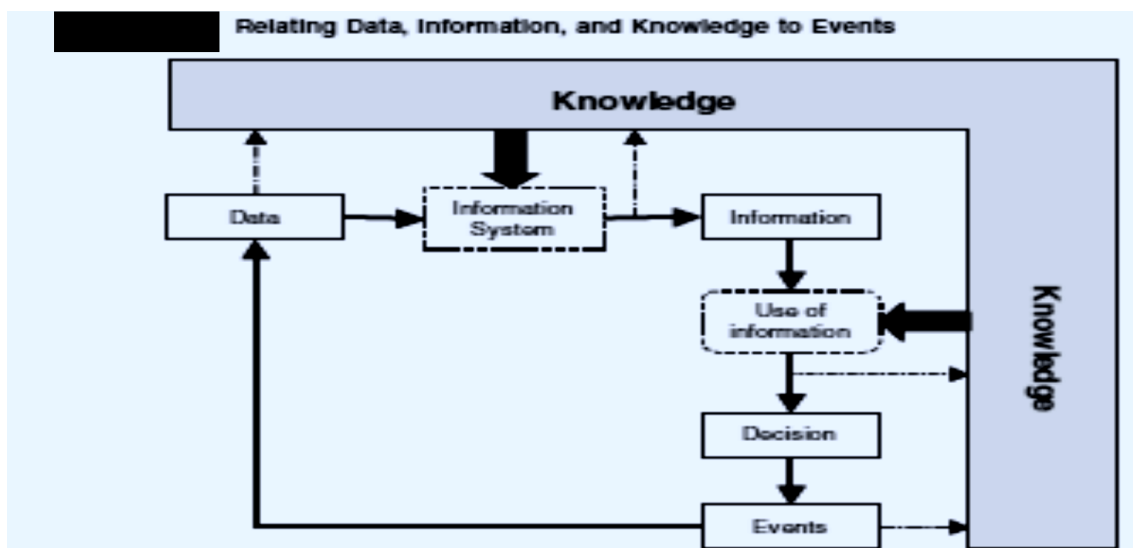 Relating Data, Information, and Knowledge to Events
Knowledge
Data
Information
System
Information
Use of
information
Knowledge
Decision
Events